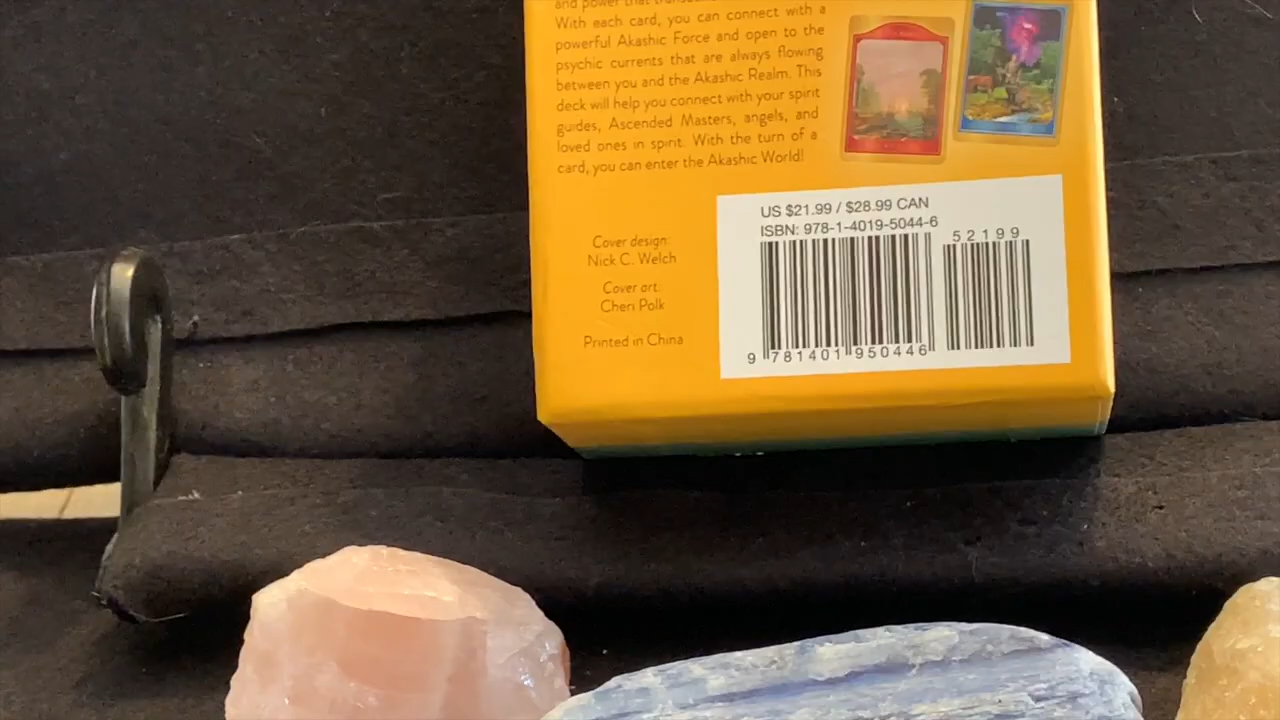 and power that
With each card, you can connect with a
powerful Akashic Force and open to the
psychic currents that are always flowing
between you and the Akashic Realm. This
deck will help you connect with your spirit
guides, Ascended Masters, angels, and
loved ones in spirit. With the turn of a
card, you can enter the Akashic World!
US $21.99 / $28.99 CAN
ISBN: 978-1-4019-5044-6
52199
9 781401 950446
Cover design:
Nick C. Welch
Cover art:
Cheri Polk
Printed in China